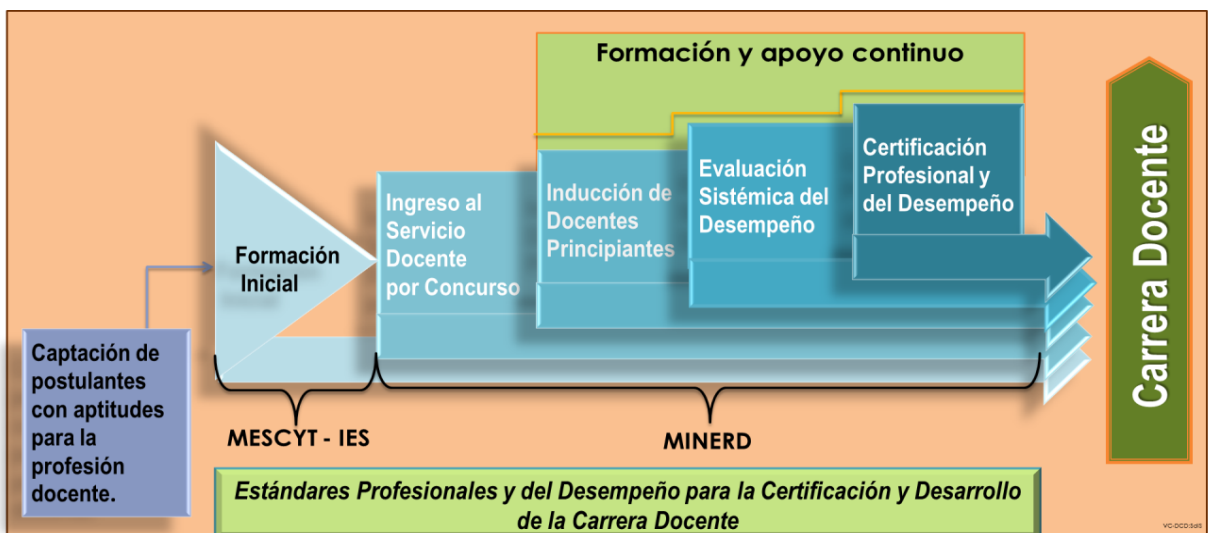 Formación y apoyo continuo
Certificación
Profesional y
del Desempeño
Evaluación
Sistémica del
Desempeño
Inducción de
Docentes
Principiantes
Ingreso al
Servicio
Docente
por Concurso
Formación
Inicial
Captación de
postulantes
con aptitudes
para la
profesión
docente.
MESCYT - IES
MINERD
Carrera Docente
Estándares Profesionales y del Desempeño para la Certificación y Desarrollo
de la Carrera Docente